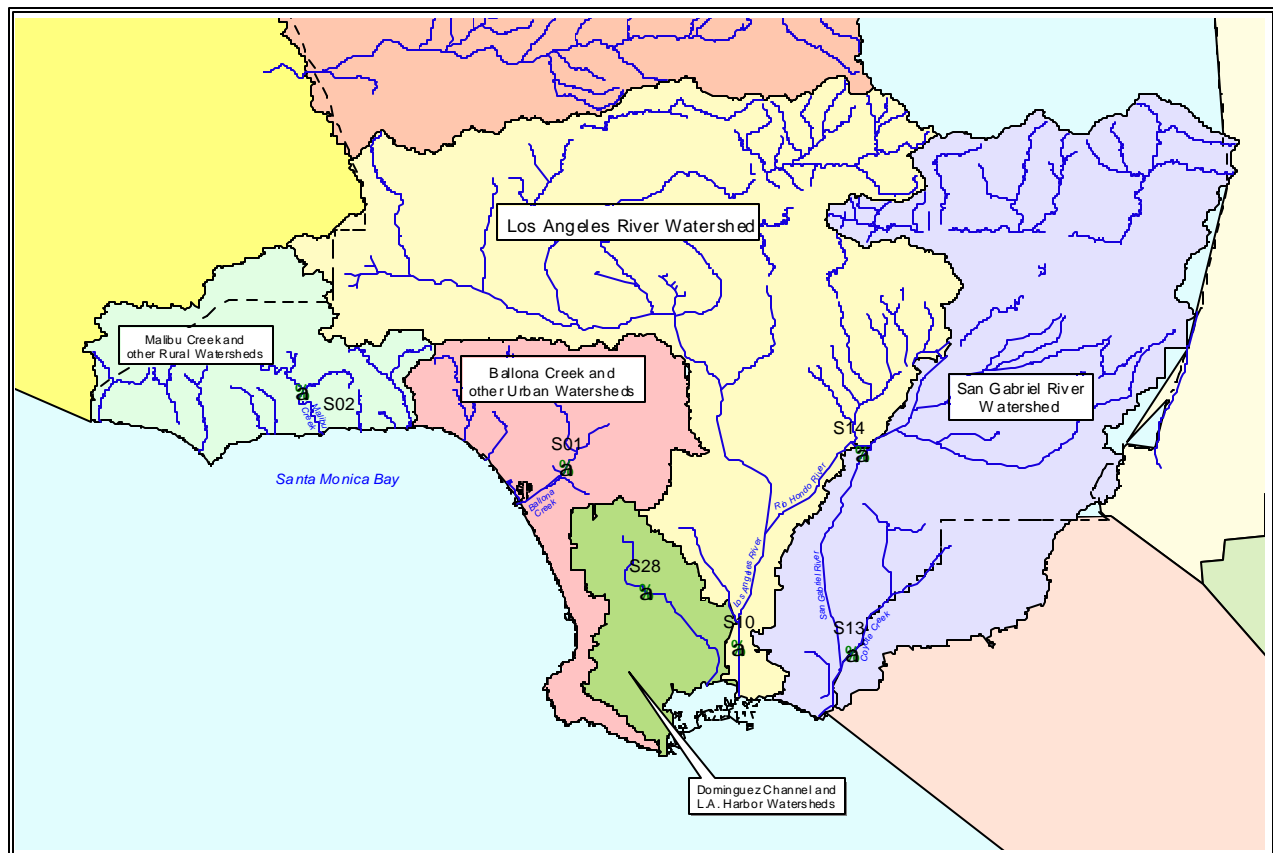 Los Angeles River Watershed
Malibu Creek and
other Rural Watersheds
Ballona Creek and
other Urban Watersheds
San Gabriel River
Watershed
S02
Malibu
Creek
S01
S14
Santa Monica Bay
Ballona
Creek
Rio Hondo River
S28
Los Angeles River
San Gabriel River
S10
S13
Coyote Creek
Dominguez Channel and
L.A. Harbor Watersheds